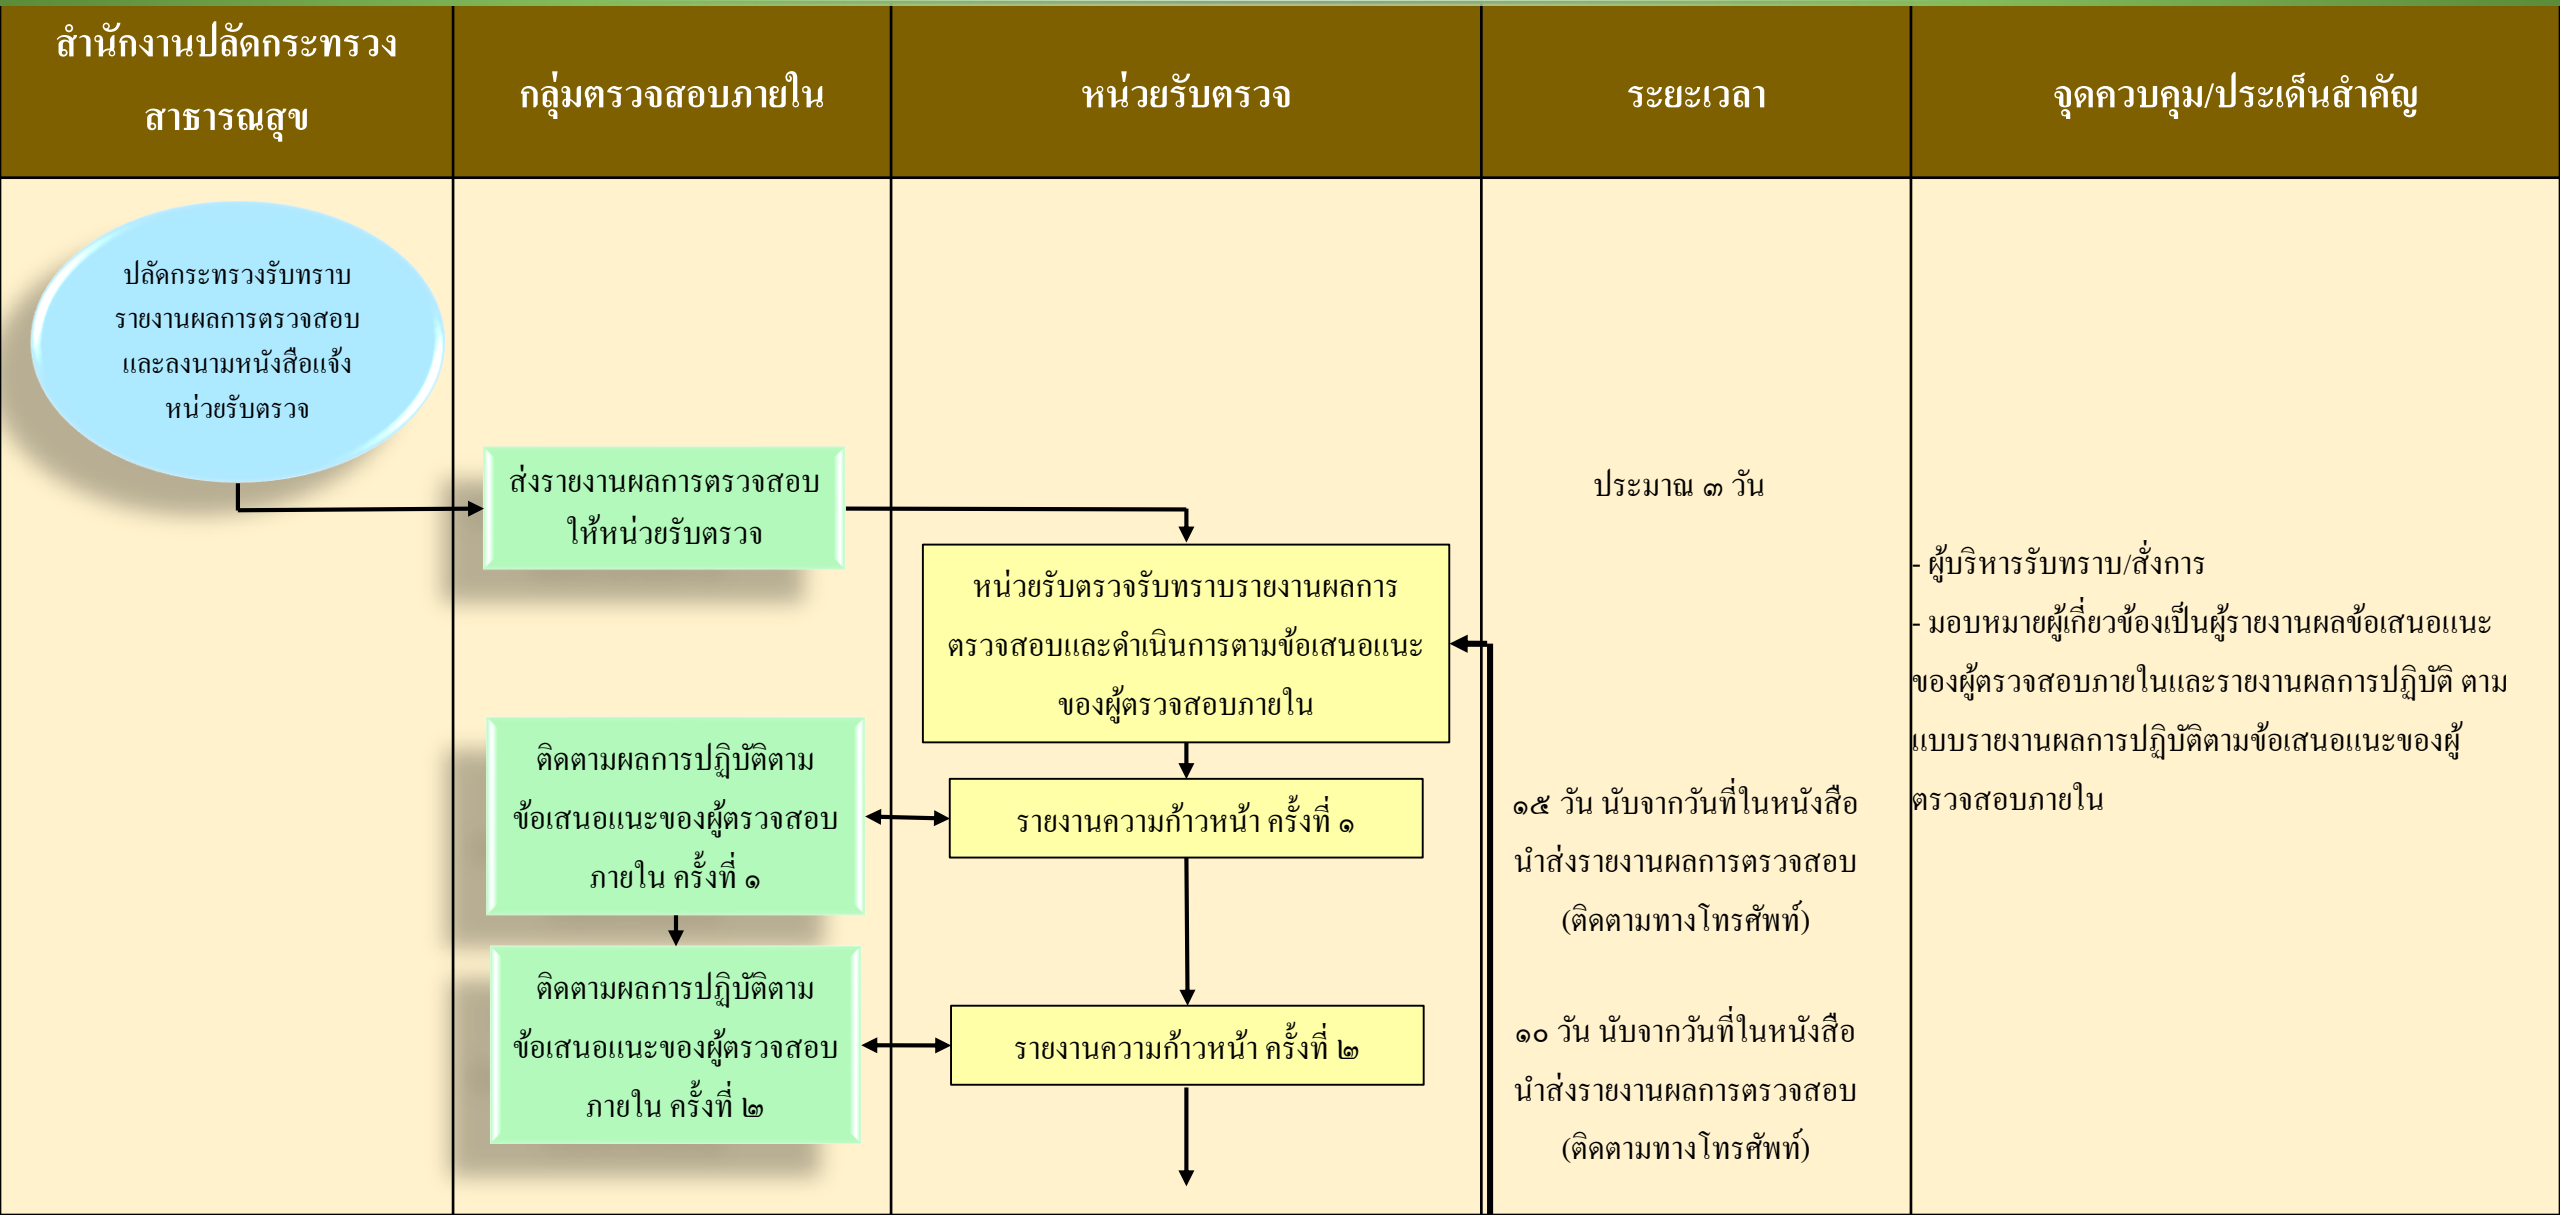 สำนักงานปลัดกระทรวง
สาธารณสุข
กลุ่มตรวจสอบภายใน
หน่วยรับตรวจ
ระยะเวลา
จุดควบคุม/ประเด็นสำคัญ
ปลัดกระทรวงรับทราบ
รายงานผลการตรวจสอบ
และลงนามหนังสือแจ้ง
หน่วยรับตรวจ
ส่งรายงานผลการตรวจสอบ
ให้หน่วยรับตรวจ
ประมาณ ๓ วัน
หน่วยรับตรวจรับทราบรายงานผลการ
ตรวจสอบและดำเนินการตามข้อเสนอแนะ
ของผู้ตรวจสอบภายใน
- ผู้บริหารรับทราบ/สั่งการ
- มอบหมายผู้เกี่ยวข้องเป็นผู้รายงานผลข้อเสนอแนะ
ของผู้ตรวจสอบภายในและรายงานผลการปฏิบัติ ตาม
แบบรายงานผลการปฏิบัติตามข้อเสนอแนะของผู้
ตรวจสอบภายใน
ติดตามผลการปฏิบัติตาม
ข้อเสนอแนะของผู้ตรวจสอบ
ภายใน ครั้งที่ ๑
รายงานความก้าวหน้า ครั้งที่ ๑
๑๕ วัน นับจากวันที่ในหนังสือ
นำส่งรายงานผลการตรวจสอบ
(ติดตามทางโทรศัพท์)
ติดตามผลการปฏิบัติตาม
ข้อเสนอแนะของผู้ตรวจสอบ
ภายใน ครั้งที่ ๒
รายงานความก้าวหน้า ครั้งที่ ๒
๑๐ วัน นับจากวันที่ในหนังสือ
นำส่งรายงานผลการตรวจสอบ
(ติดตามทางโทรศัพท์)